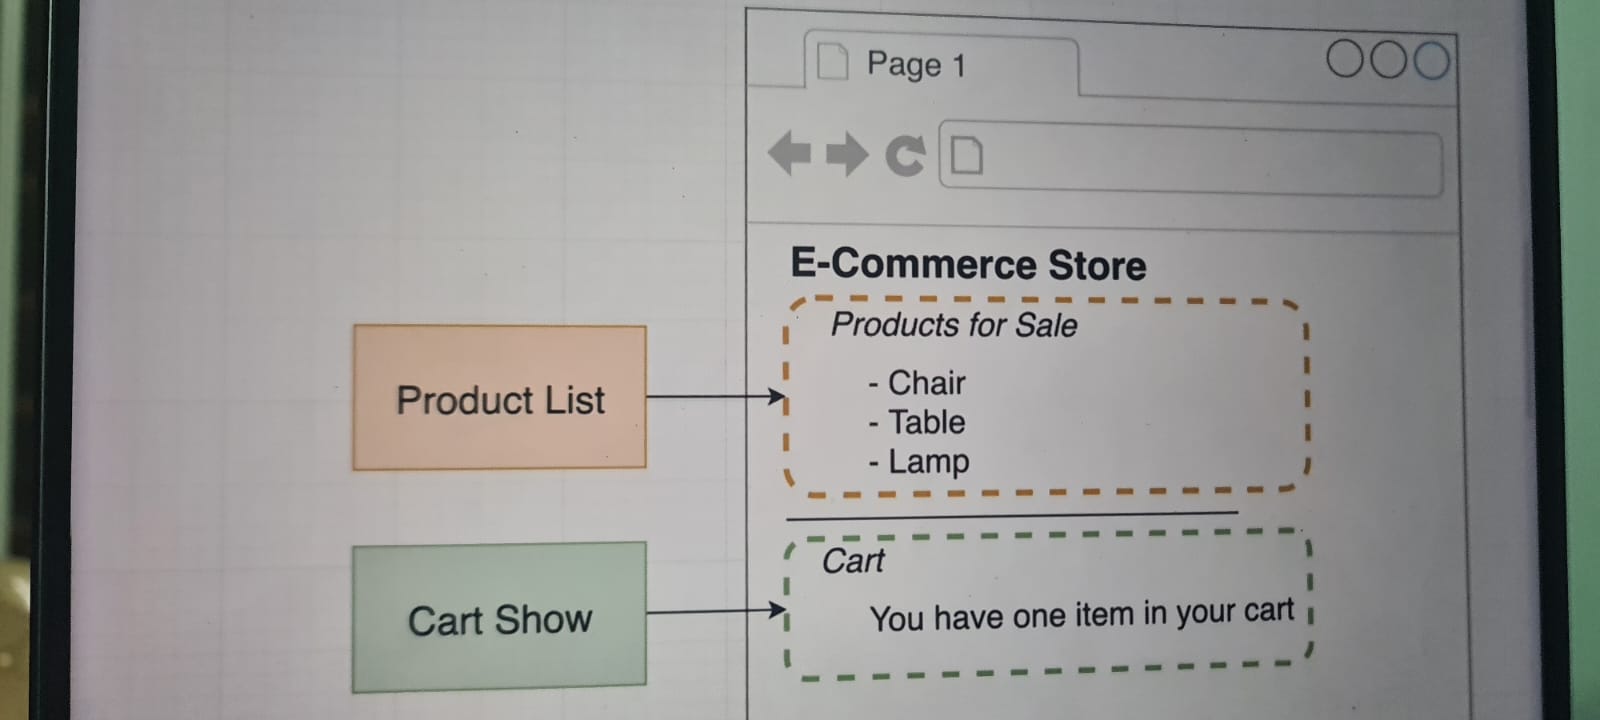 Page 1
E-Commerce Store
Products for Sale
- Chair
- Table
- Lamp
Product List
Cart
You have one item in your cart
Cart Show